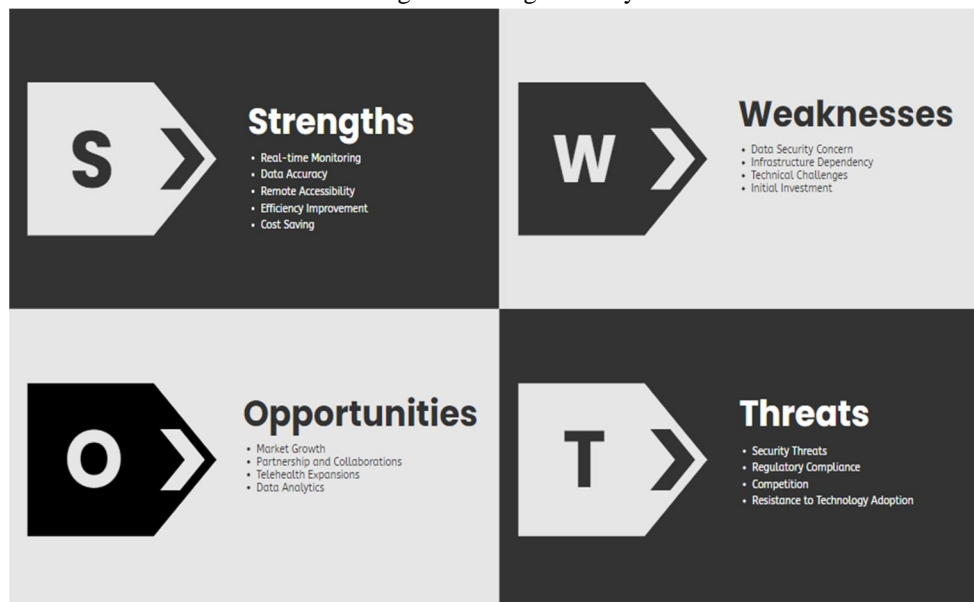 S
Strengths
• Real-time Monitoring
• Data Accuracy
• Remote Accessibility
• Efficiency Improvement
• Cost Saving
W
Weaknesses
• Data Security Concern
• Infrastructure Dependency
• Technical Challenges
• Initial Investment
O
Opportunities
• Market Growth
• Partnership and Collaborations
• Telehealth Expansions
• Data Analytics
T
Threats
• Security Threats
• Regulatory Compliance
• Competition
• Resistance to Technology Adoption